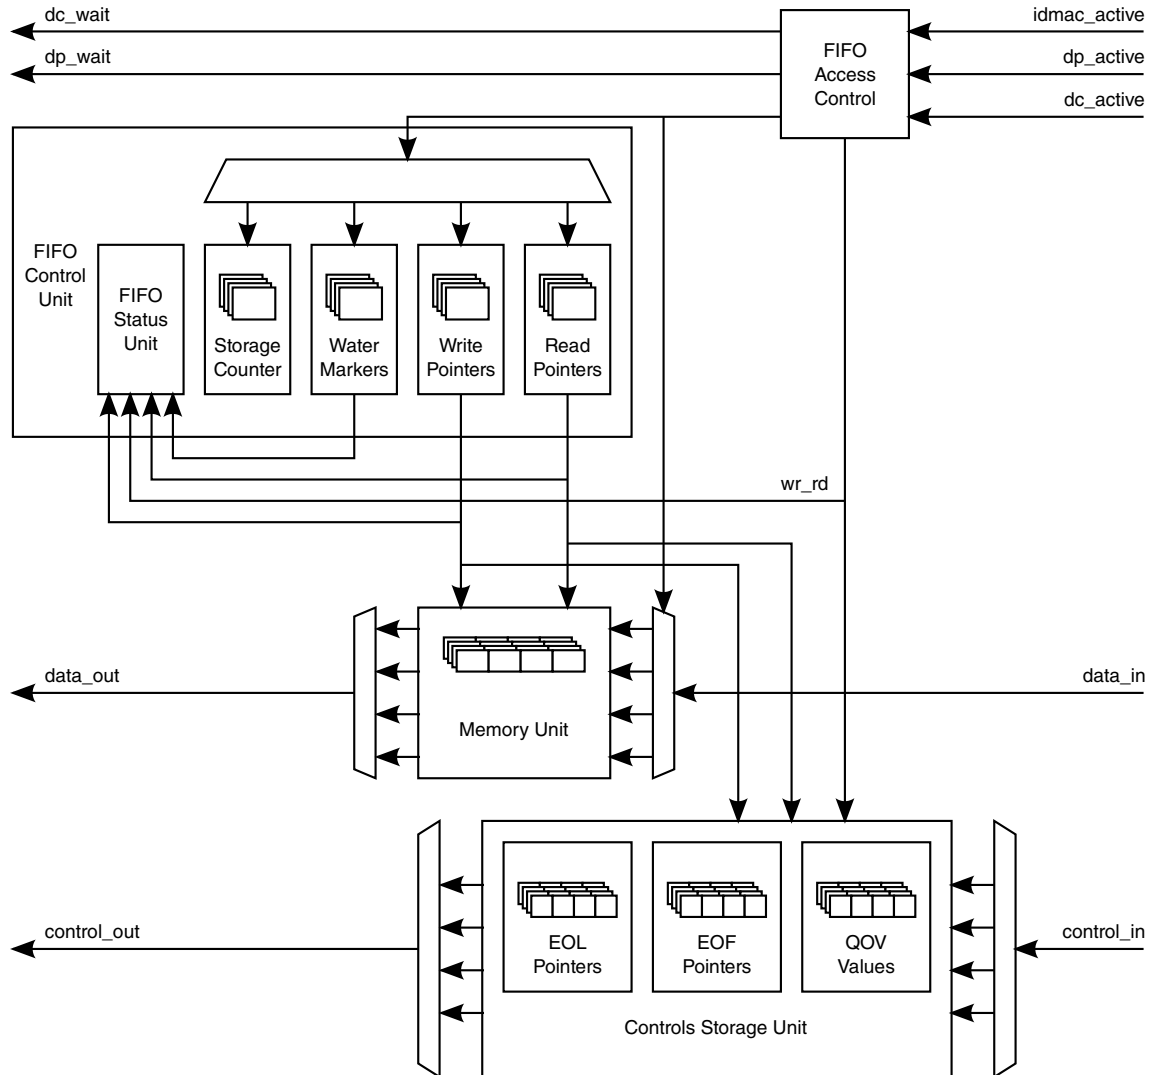 dc_wait
idmac_active
dp_wait
FIFO
Access
Control
dp_active
dc_active
FIFO
Control
Unit
FIFO
Status
Unit
Storage
Counter
Water
Markers
Write
Pointers
Read
Pointers
wr_rd
data_out
data_in
Memory Unit
control_out
EOL
Pointers
EOF
Pointers
QOV
Values
control_in
Controls Storage Unit